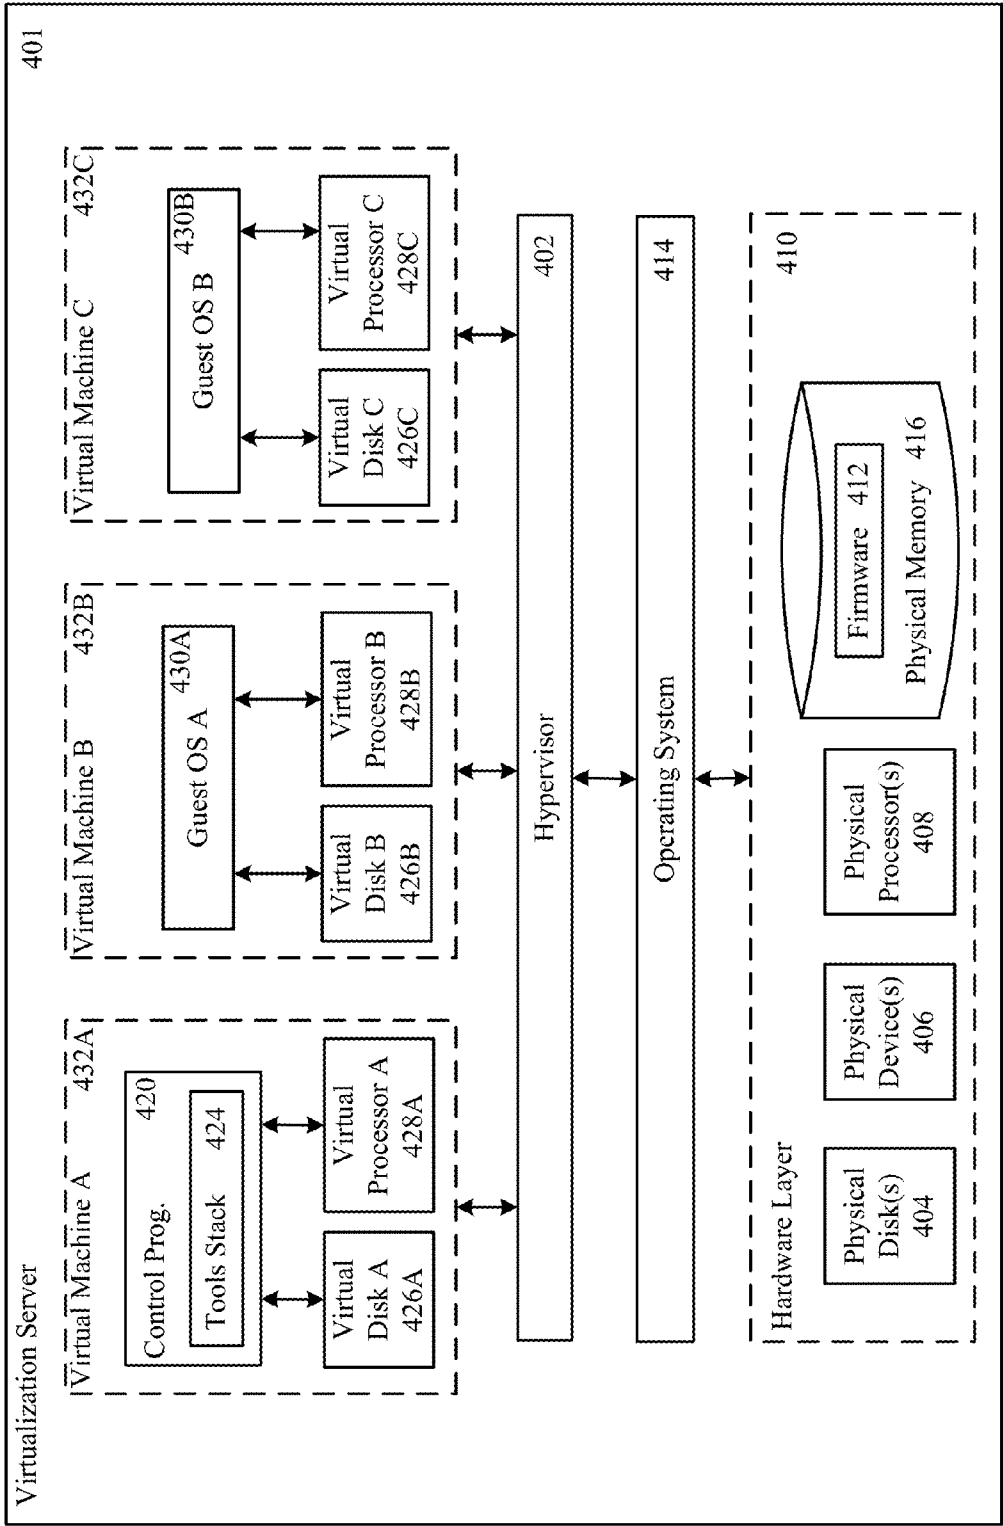 Virtualization Server
401
Virtual Machine A
432A
Control Prog.
420
Tools Stack 424
Virtual
Disk A
426A
Virtual
Processor A
428A
Virtual Machine B
432B
430A
Guest OS A
Virtual
Disk B
426B
Virtual
Processor B
428B
Virtual Machine C
432C
430B
Guest OS B
Virtual
Disk C
426C
Virtual
Processor C
428C
Hypervisor
402
Operating System
414
Hardware Layer
410
Physical
Disk(s)
404
Physical
Device(s)
406
Physical
Processor(s)
408
Firmware 412
Physical Memory 416